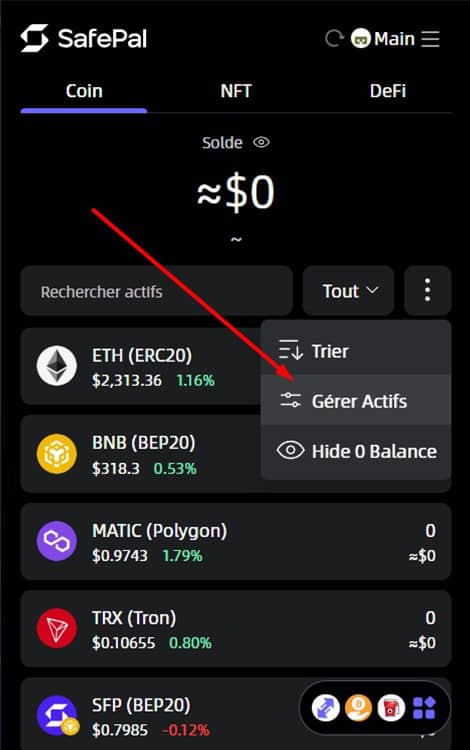 SafePal
Main
Coin NFT DeFi
Solde
≈$0
~
Rechercher actifs Tout
Trier
Gérer Actifs
Hide 0 Balance
ETH (ERC20)
$2,313.36 1.16%
BNB (BEP20)
$318.3 0.53%
MATIC (Polygon) 0
$0.9743 1.79% ≈$0
TRX (Tron) 0
$0.10655 0.80% ≈$0
SFP (BEP20)
$0.7985 -0.12%